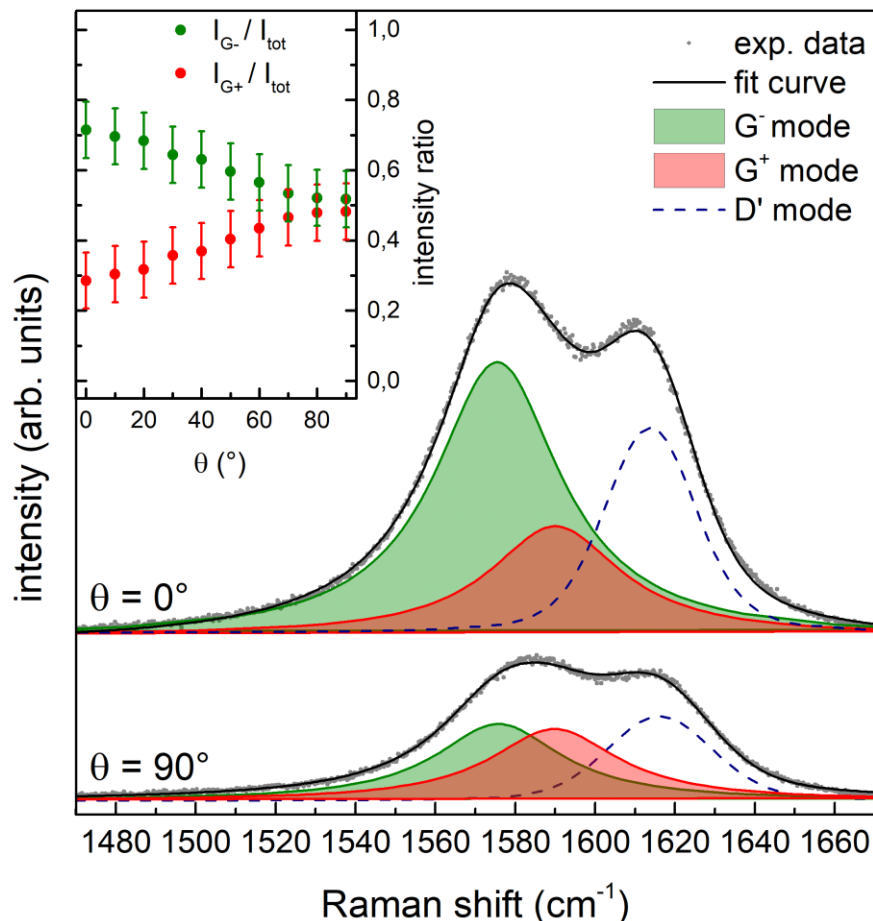 I_G- / I_tot
I_G+ / I_tot
1,0
0,8
0,6
0,4
0,2
0,0
intensity ratio
0 20 40 60 80
θ (°)
exp. data
fit curve
G⁻ mode
G⁺ mode
D' mode
intensity (arb. units)
θ = 0°
θ = 90°
1480 1500 1520 1540 1560 1580 1600 1620 1640 1660
Raman shift (cm⁻¹)